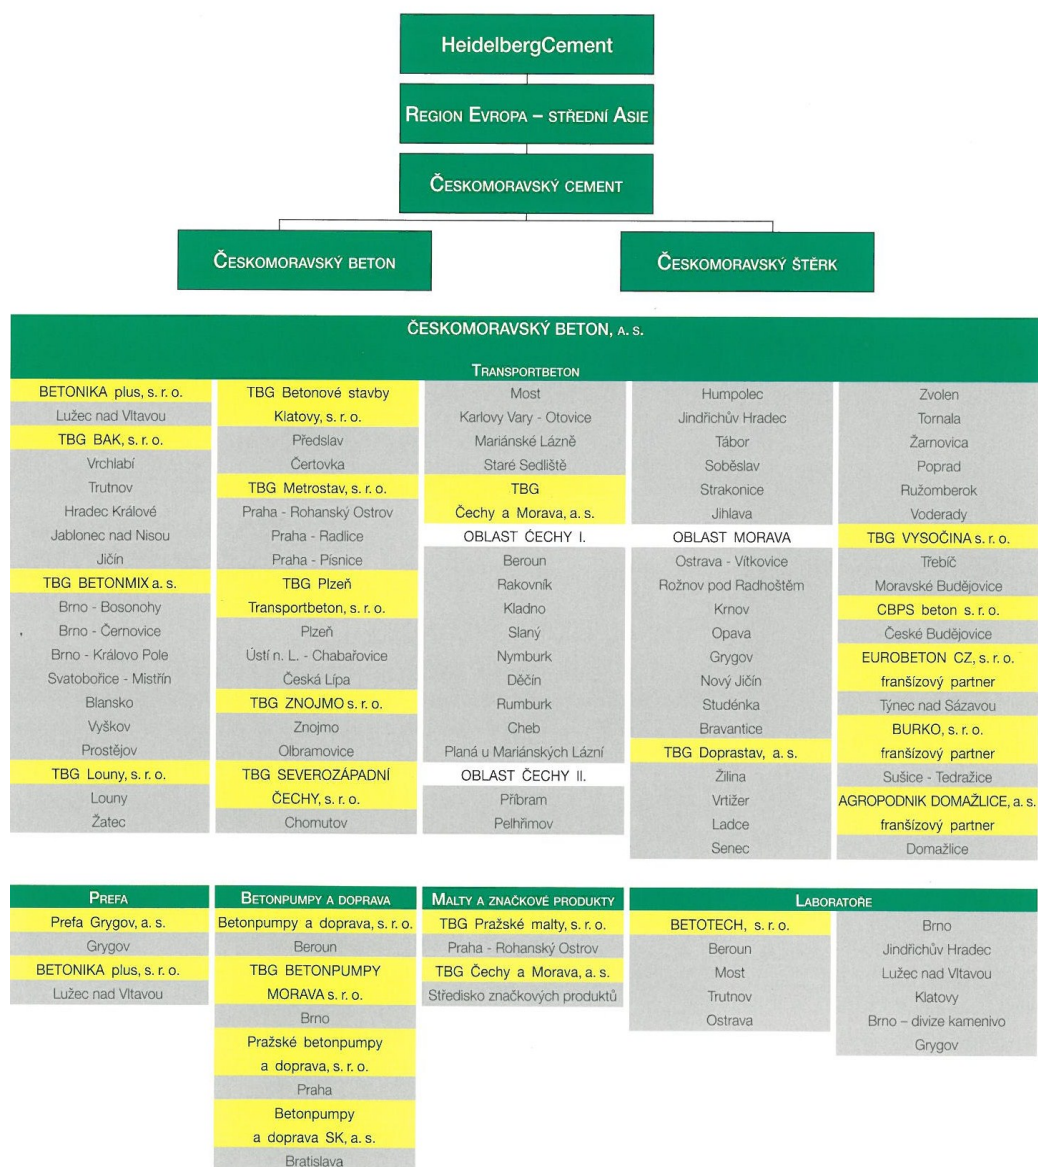 HeidelbergCement
Region Evropa – střední Asie
Českomoravský cement
Českomoravský beton
Českomoravský štěrk
ČESKOMORAVSKÝ BETON, A. S.
Transportbeton
BETONIKA plus, s. r. o.
Lužec nad Vltavou
TBG BAK, s. r. o.
Vrchlabí
Trutnov
Hradec Králové
Jablonec nad Nisou
Jičín
TBG BETONMIX a. s.
Brno - Bosonohy
Brno - Černovice
Brno - Královo Pole
Svatobořice - Mistřín
Blansko
Vyškov
Prostějov
TBG Louny, s. r. o.
Louny
Žatec
TBG Betonové stavby
Klatovy, s. r. o.
Předslav
Čertovka
TBG Metrostav, s. r. o.
Praha - Rohanský Ostrov
Praha - Radlice
Praha - Písnice
TBG Plzeň
Transportbeton, s. r. o.
Plzeň
Ústí n. L. - Chabařovice
Česká Lípa
TBG ZNOJMO s. r. o.
Znojmo
Olbramovice
TBG SEVEROZÁPADNÍ
ČECHY, s. r. o.
Chomutov
Most
Karlovy Vary - Otovice
Mariánské Lázně
Staré Sedliště
TBG
Čechy a Morava, a. s.
OBLAST ČECHY I.
Beroun
Rakovník
Kladno
Slaný
Nymburk
Děčín
Rumburk
Cheb
Planá u Mariánských Lázní
OBLAST ČECHY II.
Příbram
Pelhřimov
Humpolec
Jindřichův Hradec
Tábor
Soběslav
Strakonice
Jihlava
OBLAST MORAVA
Ostrava - Vítkovice
Rožnov pod Radhoštěm
Krnov
Opava
Grygov
Nový Jičín
Studénka
Bravantice
TBG Doprastav, a. s.
Žilina
Vrtižer
Ladce
Senec
Zvolen
Tornala
Žarnovica
Poprad
Ružomberok
Voderady
TBG VYSOČINA s. r. o.
Třebíč
Moravské Budějovice
CBPS beton s. r. o.
České Budějovice
EUROBETON CZ, s. r. o.
franšízový partner
Týnec nad Sázavou
BURKO, s. r. o.
franšízový partner
Sušice - Tedražice
AGROPODNIK DOMAŽLICE, a. s.
franšízový partner
Domažlice
Prefa
Prefa Grygov, a. s.
Grygov
BETONIKA plus, s. r. o.
Lužec nad Vltavou
Betonpumpy a doprava
Betonpumpy a doprava, s. r. o.
Beroun
TBG BETONPUMPY
MORAVA s. r. o.
Brno
Pražské betonpumpy
a doprava, s. r. o.
Praha
Betonpumpy
a doprava SK, a. s.
Bratislava
Malty a značkové produkty
TBG Pražské malty, s. r. o.
Praha - Rohanský Ostrov
TBG Čechy a Morava, a. s.
Středisko značkových produktů
Laboratoře
BETOTECH, s. r. o.
Beroun
Most
Trutnov
Ostrava
Brno
Jindřichův Hradec
Lužec nad Vltavou
Klatovy
Brno – divize kamenivo
Grygov